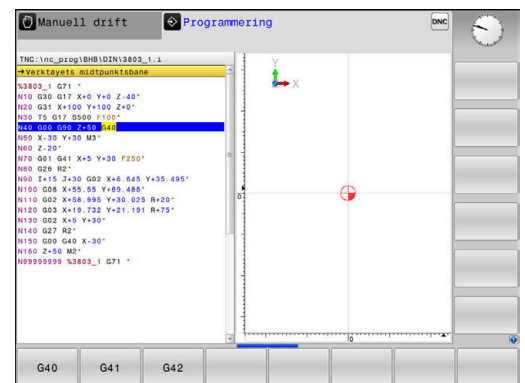 Manuell drift
Programmering
DNC
TNC:\nc_prog\BHB\DIN\3803_1.i
→Verktøyets midtpunktsbane
%3803_1 G71 *
N10 G30 G17 X+0 Y+0 Z-40*
N20 G31 X+100 Y+100 Z+0*
N30 T5 G17 S500 F100*
N40 G00 G90 Z+50 G40
N50 X-30 Y+30 M3*
N60 Z-20*
N70 G01 G41 X+5 Y+30 F250*
N80 G26 R2*
N90 I+15 J+30 G02 X+6.645 Y+35.495*
N100 G06 X+55.55 Y+69.488*
N110 G02 X+58.995 Y+30.025 R+20*
N120 G03 X+19.732 Y+21.191 R+75*
N130 G02 X+5 Y+30*
N140 G27 R2*
N150 G00 G40 X-30*
N160 Z+50 M2*
N99999999 %3803_1 G71 *
Y
X
0
0
G40
G41
G42